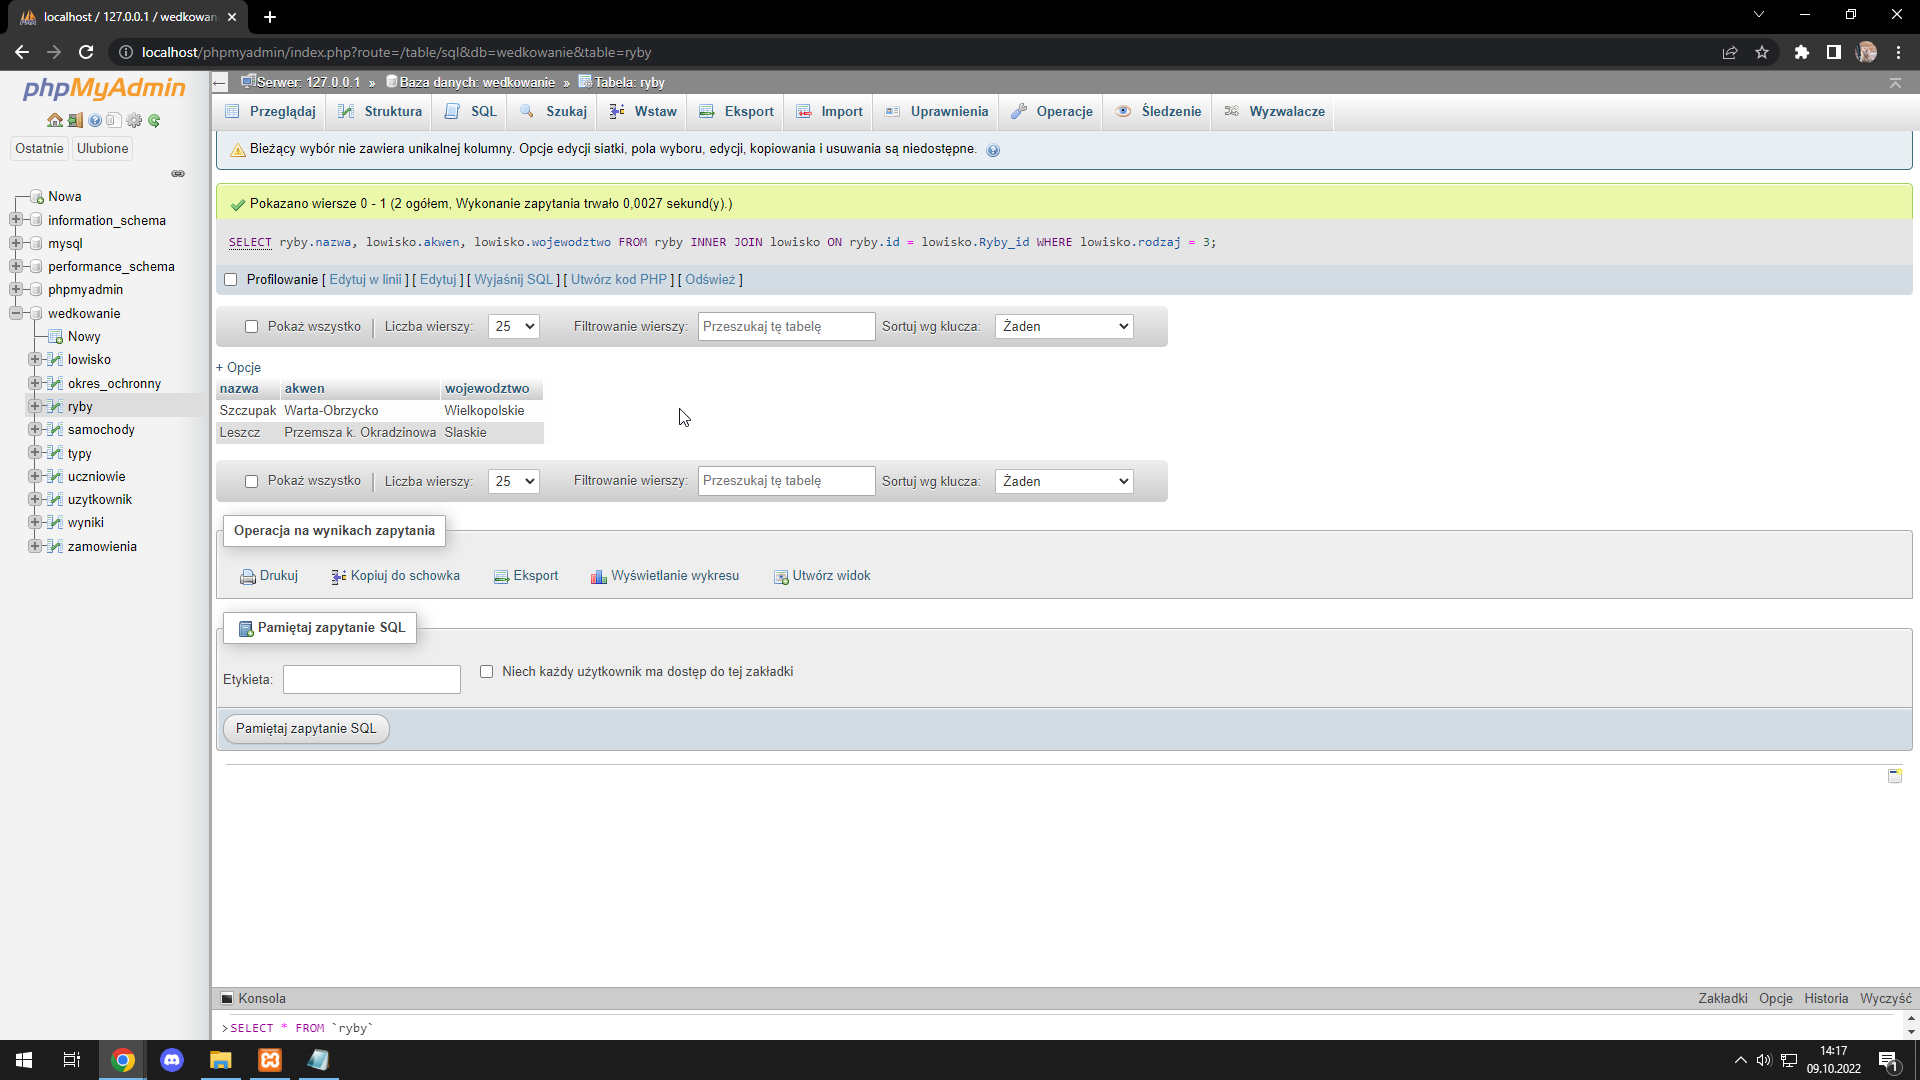 localhost / 127.0.0.1 / wedkowani
localhost/phpmyadmin/index.php?route=/table/sql&db=wedkowanie&table=ryby
phpMyAdmin
Ostatnie Ulubione
Nowa
information_schema
mysql
performance_schema
phpmyadmin
wedkowanie
Nowy
lowisko
okres_ochronny
ryby
samochody
typy
uczniowie
uzytkownik
wyniki
zamowienia
Serwer: 127.0.0.1 » Baza danych: wedkowanie » Tabela: ryby
Przeglądaj Struktura SQL Szukaj Wstaw Eksport Import Uprawnienia Operacje Śledzenie Wyzwalacze
Bieżący wybór nie zawiera unikalnej kolumny. Opcje edycji siatki, pola wyboru, edycji, kopiowania i usuwania są niedostępne.
Pokazano wiersze 0 - 1 (2 ogółem, Wykonanie zapytania trwało 0,0027 sekund(y).)
SELECT ryby.nazwa, lowisko.akwen, lowisko.wojewodztwo FROM ryby INNER JOIN lowisko ON ryby.id = lowisko.Ryby_id WHERE lowisko.rodzaj = 3;
Profilowanie [ Edytuj w linii ] [ Edytuj ] [ Wyjaśnij SQL ] [ Utwórz kod PHP ] [ Odśwież ]
Pokaż wszystko Liczba wierszy: 25 Filtrowanie wierszy: Przeszukaj tę tabelę Sortuj wg klucza: Żaden
+ Opcje
nazwa akwen wojewodztwo
Szczupak Warta-Obrzycko Wielkopolskie
Leszcz Przemsza k. Okradzinowa Slaskie
Pokaż wszystko Liczba wierszy: 25 Filtrowanie wierszy: Przeszukaj tę tabelę Sortuj wg klucza: Żaden
Operacja na wynikach zapytania
Drukuj Kopiuj do schowka Eksport Wyświetlanie wykresu Utwórz widok
Pamiętaj zapytanie SQL
Etykieta: Niech każdy użytkownik ma dostęp do tej zakładki
Pamiętaj zapytanie SQL
Konsola Zakładki Opcje Historia Wyczyść
>SELECT * FROM `ryby`
14:17
09.10.2022
1